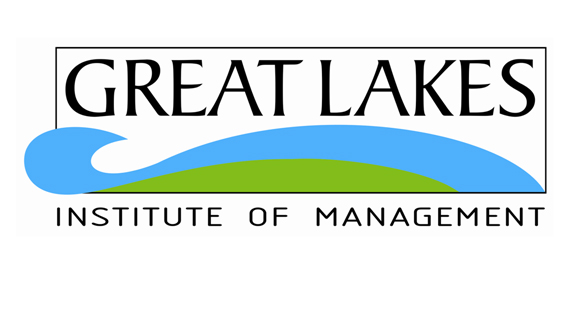 GREAT LAKES
INSTITUTE OF MANAGEMENT